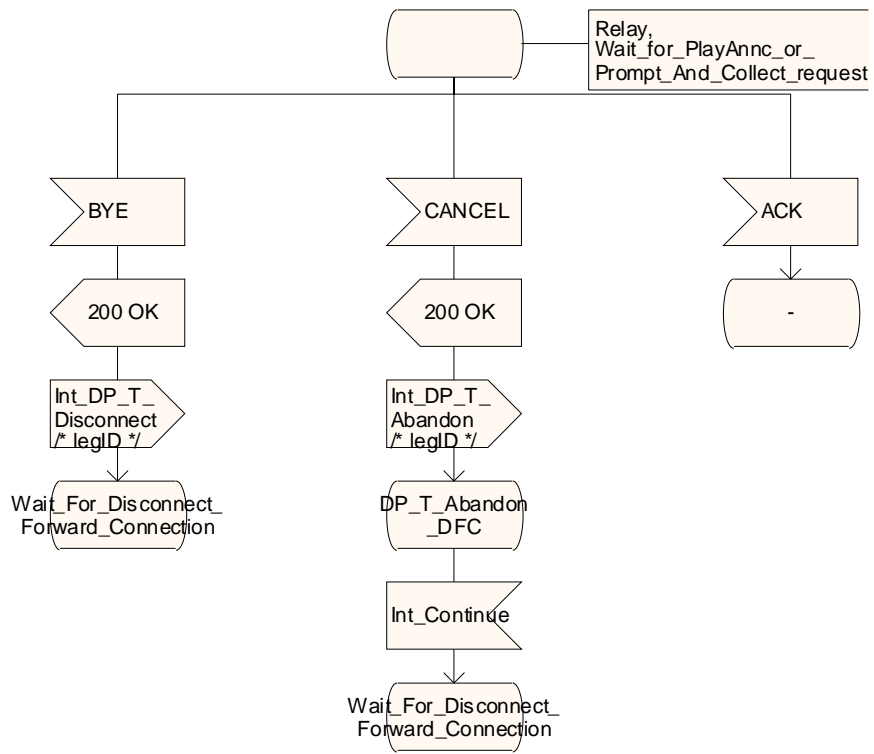 Relay,
Wait_for_PlayAnnc_or_
Prompt_And_Collect_request
BYE
CANCEL
ACK
200 OK
200 OK
-
Int_DP_T_
Disconnect
/* legID */
Int_DP_T_
Abandon
/* legID */
Wait_For_Disconnect_
Forward_Connection
DP_T_Abandon
_DFC
Int_Continue
Wait_For_Disconnect_
Forward_Connection